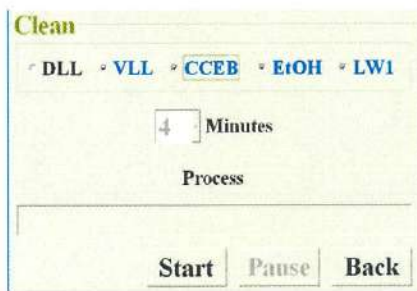 Clean
DLL VLL CCEB EtOH LW1
4 Minutes
Process
Start Pause Back